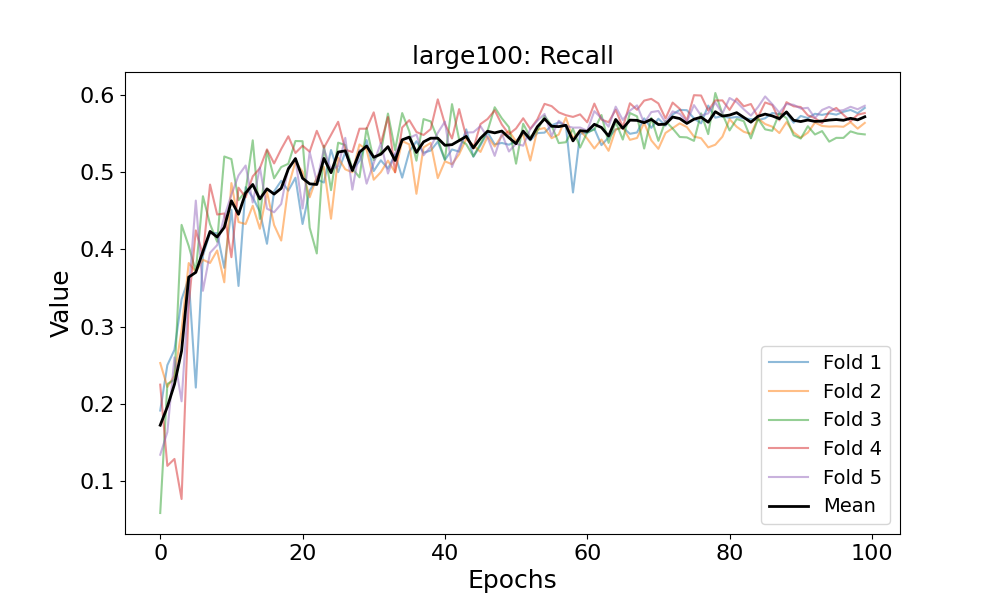 large100: Recall
Value
0.6
0.5
0.4
0.3
0.2
0.1
0 20 40 60 80 100
Epochs
Fold 1
Fold 2
Fold 3
Fold 4
Fold 5
Mean